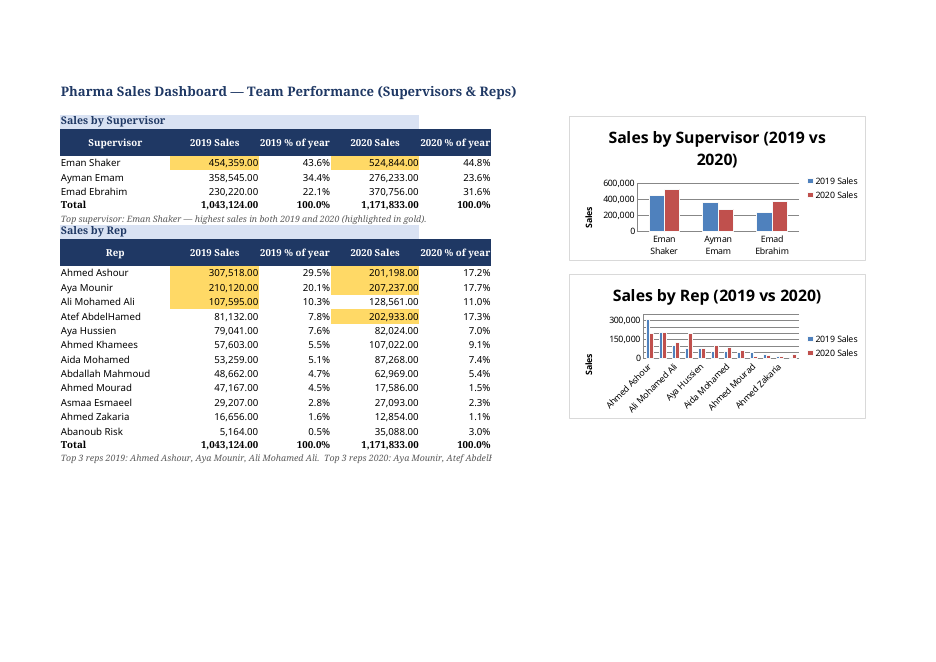 Pharma Sales Dashboard — Team Performance (Supervisors & Reps)
Sales by Supervisor
Supervisor 2019 Sales 2019 % of year 2020 Sales 2020 % of year
Eman Shaker 454,359.00 43.6% 524,844.00 44.8%
Ayman Emam 358,545.00 34.4% 276,233.00 23.6%
Emad Ebrahim 230,220.00 22.1% 370,756.00 31.6%
Total 1,043,124.00 100.0% 1,171,833.00 100.0%
Top supervisor: Eman Shaker — highest sales in both 2019 and 2020 (highlighted in gold).
Sales by Rep
Rep 2019 Sales 2019 % of year 2020 Sales 2020 % of year
Ahmed Ashour 307,518.00 29.5% 201,198.00 17.2%
Aya Mounir 210,120.00 20.1% 207,237.00 17.7%
Ali Mohamed Ali 107,595.00 10.3% 128,561.00 11.0%
Atef AbdelHamed 81,132.00 7.8% 202,933.00 17.3%
Aya Hussien 79,041.00 7.6% 82,024.00 7.0%
Ahmed Khamees 57,603.00 5.5% 107,022.00 9.1%
Aida Mohamed 53,259.00 5.1% 87,268.00 7.4%
Abdallah Mahmoud 48,662.00 4.7% 62,969.00 5.4%
Ahmed Mourad 47,167.00 4.5% 17,586.00 1.5%
Asmaa Esmaeel 29,207.00 2.8% 27,093.00 2.3%
Ahmed Zakaria 16,656.00 1.6% 12,854.00 1.1%
Abanoub Risk 5,164.00 0.5% 35,088.00 3.0%
Total 1,043,124.00 100.0% 1,171,833.00 100.0%
Top 3 reps 2019: Ahmed Ashour, Aya Mounir, Ali Mohamed Ali. Top 3 reps 2020: Aya Mounir, Atef
Sales by Supervisor (2019 vs
2020)
Sales
600,000
400,000
200,000
0
Eman
Shaker
Ayman
Emam
Emad
Ebrahim
2019 Sales
2020 Sales
Sales by Rep (2019 vs 2020)
Sales
300,000
150,000
0
Ahmed Ashour
Ali Mohamed Ali
Aya Hussien
Aida Mohamed
Ahmed Mourad
Ahmed Zakaria
2019 Sales
2020 Sales